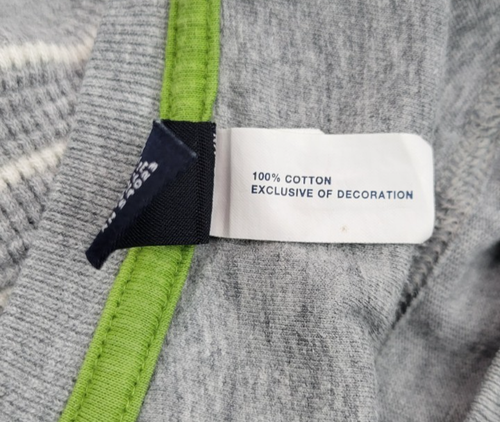 100% COTTON
EXCLUSIVE OF DECORATION